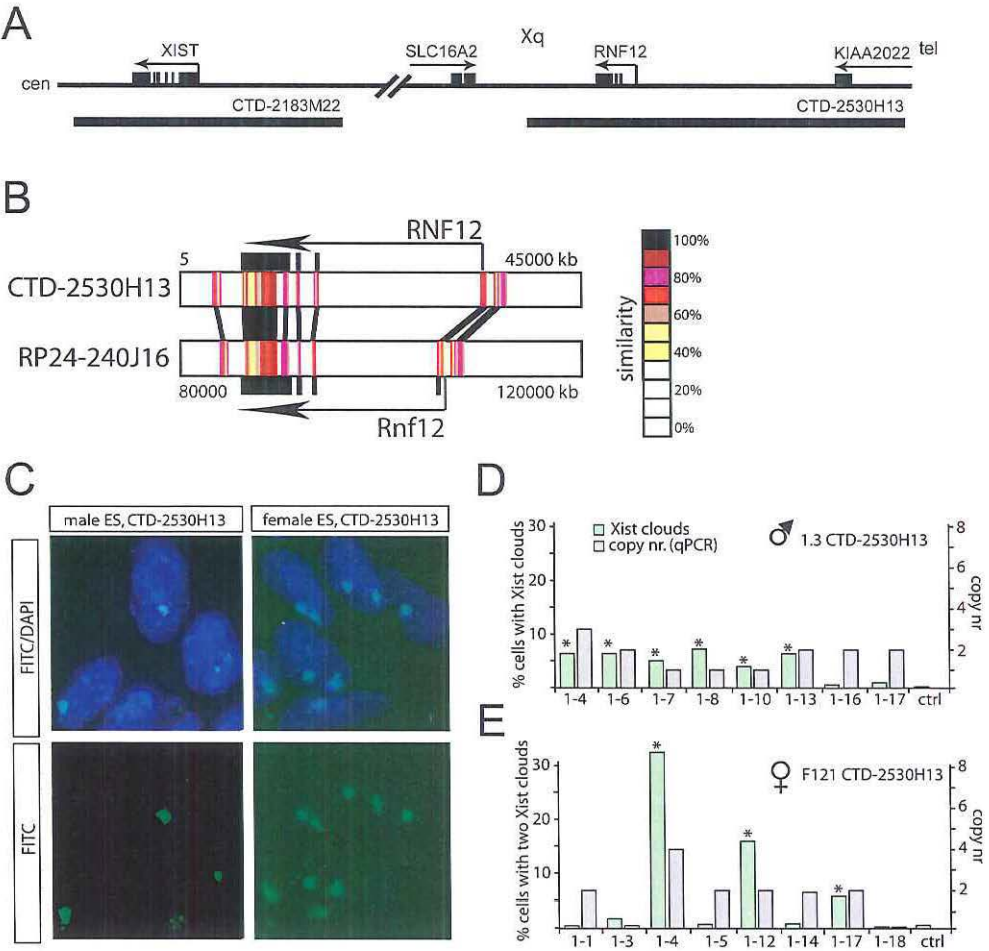 A
Xq
XIST
SLC16A2
RNF12
KIAA2022
cen
tel
CTD-2183M22
CTD-2530H13
B
RNF12
5
45000 kb
CTD-2530H13
RP24-240J16
80000
120000 kb
Rnf12
similarity
100%
80%
60%
40%
20%
0%
C
male ES, CTD-2530H13
female ES, CTD-2530H13
FITC/DAPI
FITC
D
% cells with Xist clouds
30
20
10
Xist clouds
copy nr. (qPCR)
♂ 1.3 CTD-2530H13
8
6
4
2
copy nr.
* * * * * *
1-4 1-6 1-7 1-8 1-10 1-13 1-16 1-17 ctrl
E
% cells with two Xist clouds
30
20
10
♀ F121 CTD-2530H13
8
6
4
2
copy nr
* * *
1-1 1-3 1-4 1-5 1-12 1-14 1-17 1-18 ctrl